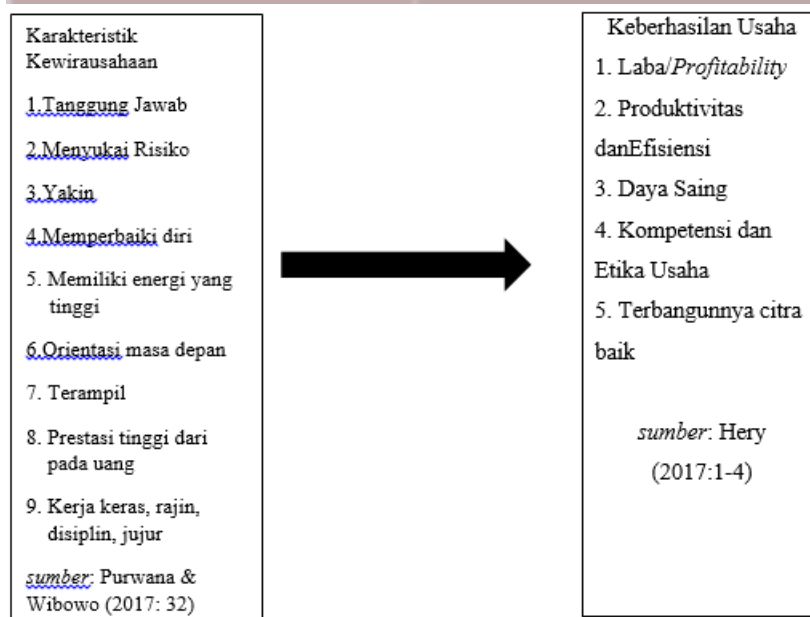 Karakteristik
Kewirausahaan
1.Tanggung Jawab
2.Menyukai Risiko
3.Yakin
4.Memperbaiki diri
5. Memiliki energi yang
tinggi
6.Orientasi masa depan
7. Terampil
8. Prestasi tinggi dari
pada uang
9. Kerja keras, rajin,
disiplin, jujur
sumber: Purwana &
Wibowo (2017: 32)
Keberhasilan Usaha
1. Laba/Profitability
2. Produktivitas
danEfisiensi
3. Daya Saing
4. Kompetensi dan
Etika Usaha
5. Terbangunnya citra
baik
sumber: Hery
(2017:1-4)